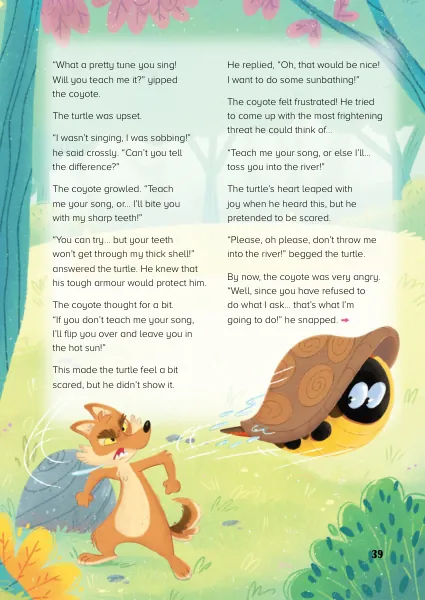 “What a pretty tune you sing!
Will you teach me it?” yipped
the coyote.
The turtle was upset.
“I wasn’t singing, I was sobbing!”
he said crossly. “Can’t you tell
the difference?”
The coyote growled. “Teach
me your song, or... I’ll bite you
with my sharp teeth!”
“You can try... but your teeth
won’t get through my thick shell!”
answered the turtle. He knew that
his tough armour would protect him.
The coyote thought for a bit.
“If you don’t teach me your song,
I’ll flip you over and leave you in
the hot sun!”
This made the turtle feel a bit
scared, but he didn’t show it.
He replied, “Oh, that would be nice!
I want to do some sunbathing!”
The coyote felt frustrated! He tried
to come up with the most frightening
threat he could think of...
“Teach me your song, or else I’ll...
toss you into the river!”
The turtle’s heart leaped with
joy when he heard this, but he
pretended to be scared.
“Please, oh please, don’t throw me
into the river!” begged the turtle.
By now, the coyote was very angry.
“Well, since you have refused to
do what I ask... that’s what I’m
going to do!” he snapped. ➡
39